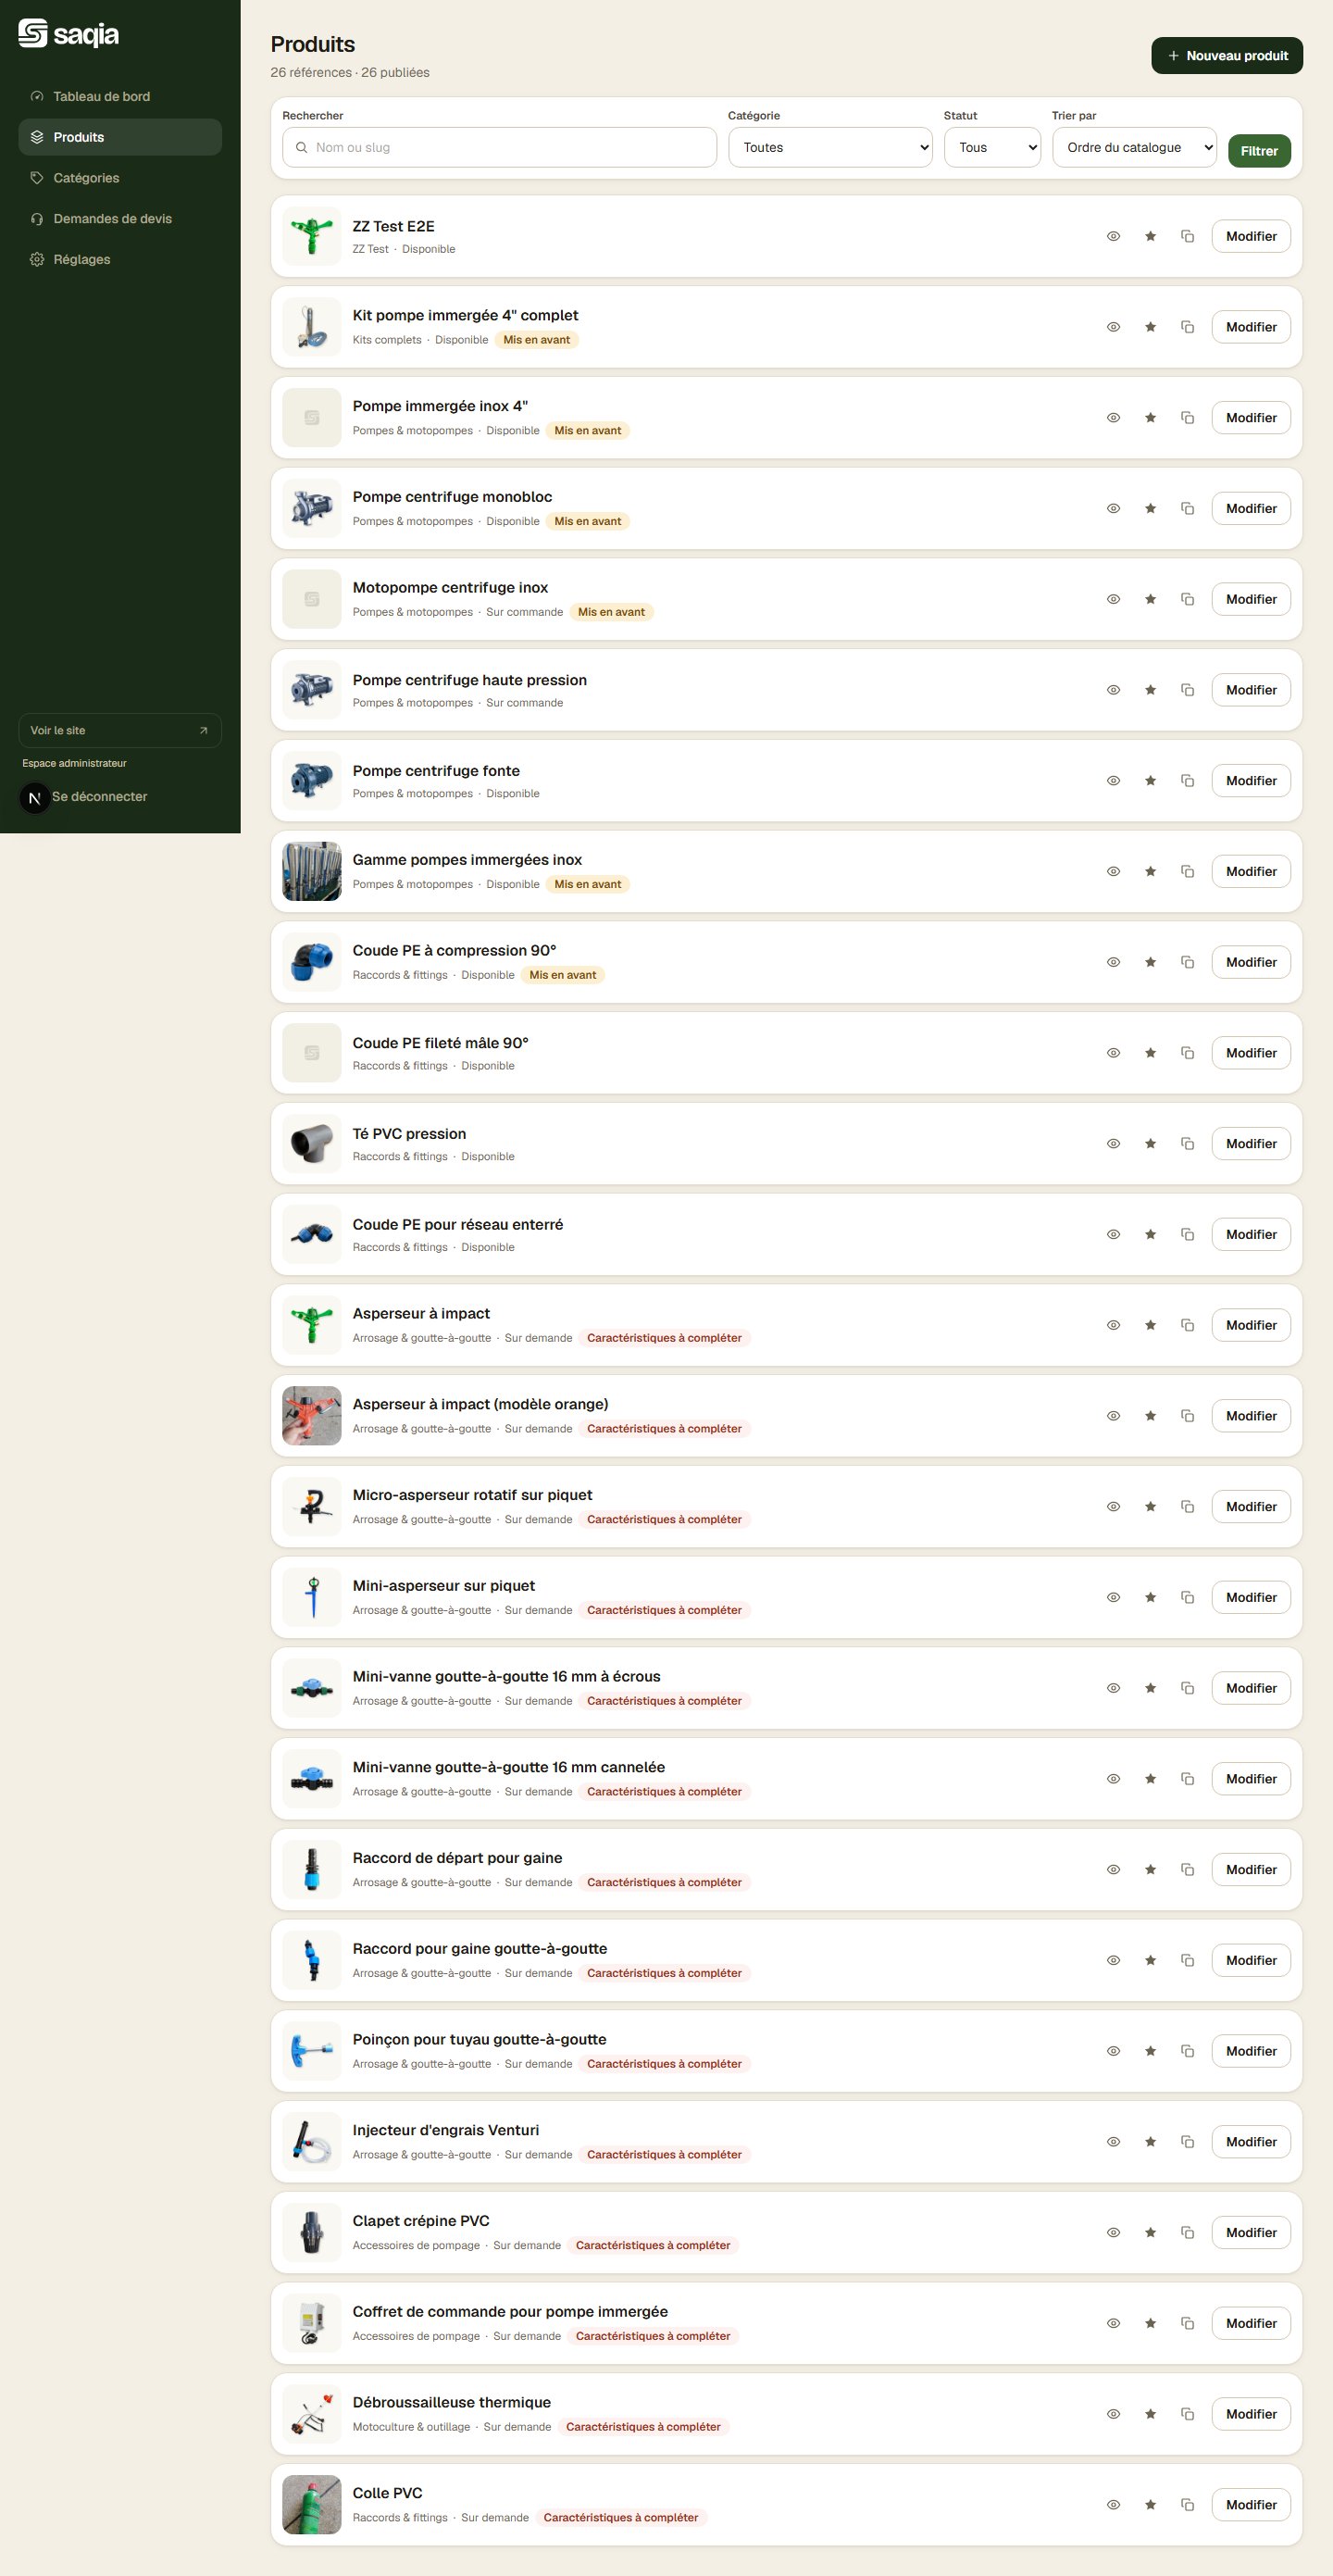 saqia
Tableau de bord
Produits
Catégories
Demandes de devis
Réglages
Voir le site
Espace administrateur
N
Se déconnecter
Produits
26 références · 26 publiées
+ Nouveau produit
Rechercher
Nom ou slug
Catégorie
Toutes
Statut
Tous
Trier par
Ordre du catalogue
Filtrer
ZZ Test E2E
ZZ Test · Disponible
Modifier
Kit pompe immergée 4" complet
Kits complets · Disponible Mis en avant
Modifier
Pompe immergée inox 4"
Pompes & motopompes · Disponible Mis en avant
Modifier
Pompe centrifuge monobloc
Pompes & motopompes · Disponible Mis en avant
Modifier
Motopompe centrifuge inox
Pompes & motopompes · Sur commande Mis en avant
Modifier
Pompe centrifuge haute pression
Pompes & motopompes · Sur commande
Modifier
Pompe centrifuge fonte
Pompes & motopompes · Disponible
Modifier
Gamme pompes immergées inox
Pompes & motopompes · Disponible Mis en avant
Modifier
Coude PE à compression 90°
Raccords & fittings · Disponible Mis en avant
Modifier
Coude PE fileté mâle 90°
Raccords & fittings · Disponible
Modifier
Té PVC pression
Raccords & fittings · Disponible
Modifier
Coude PE pour réseau enterré
Raccords & fittings · Disponible
Modifier
Asperseur à impact
Arrosage & goutte-à-goutte · Sur demande Caractéristiques à compléter
Modifier
Asperseur à impact (modèle orange)
Arrosage & goutte-à-goutte · Sur demande Caractéristiques à compléter
Modifier
Micro-asperseur rotatif sur piquet
Arrosage & goutte-à-goutte · Sur demande Caractéristiques à compléter
Modifier
Mini-asperseur sur piquet
Arrosage & goutte-à-goutte · Sur demande Caractéristiques à compléter
Modifier
Mini-vanne goutte-à-goutte 16 mm à écrous
Arrosage & goutte-à-goutte · Sur demande Caractéristiques à compléter
Modifier
Mini-vanne goutte-à-goutte 16 mm cannelée
Arrosage & goutte-à-goutte · Sur demande Caractéristiques à compléter
Modifier
Raccord de départ pour gaine
Arrosage & goutte-à-goutte · Sur demande Caractéristiques à compléter
Modifier
Raccord pour gaine goutte-à-goutte
Arrosage & goutte-à-goutte · Sur demande Caractéristiques à compléter
Modifier
Poinçon pour tuyau goutte-à-goutte
Arrosage & goutte-à-goutte · Sur demande Caractéristiques à compléter
Modifier
Injecteur d'engrais Venturi
Arrosage & goutte-à-goutte · Sur demande Caractéristiques à compléter
Modifier
Clapet crépine PVC
Accessoires de pompage · Sur demande Caractéristiques à compléter
Modifier
Coffret de commande pour pompe immergée
Accessoires de pompage · Sur demande Caractéristiques à compléter
Modifier
Débroussailleuse thermique
Motoculture & outillage · Sur demande Caractéristiques à compléter
Modifier
Colle PVC
Raccords & fittings · Sur demande Caractéristiques à compléter
Modifier